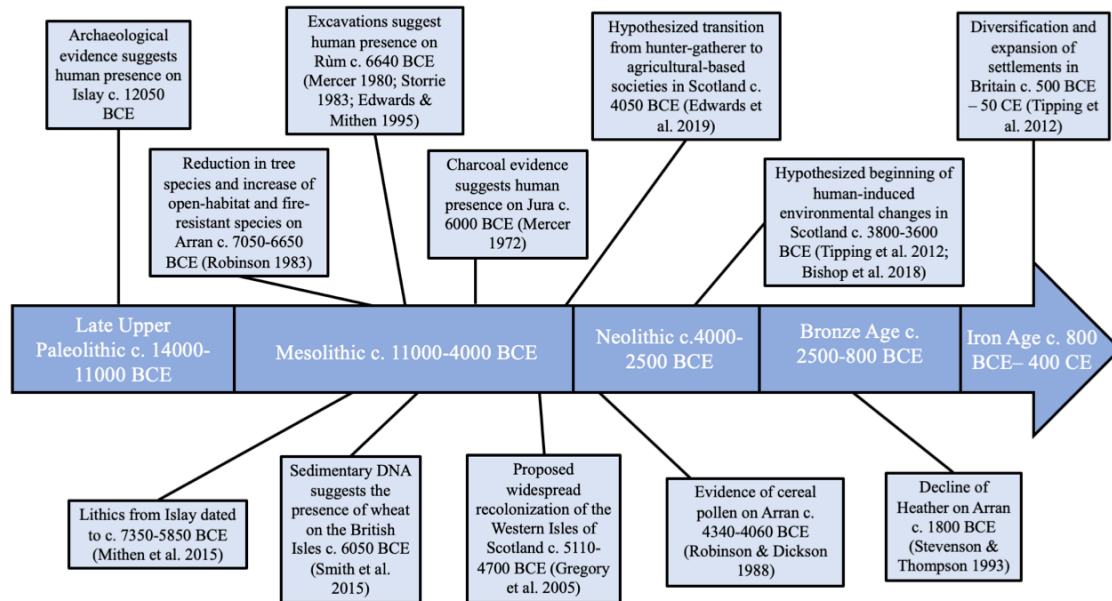 Archaeological
evidence suggests
human presence on
Islay c. 12050
BCE
Excavations suggest
human presence on
Rùm c. 6640 BCE
(Mercer 1980; Storrie
1983; Edwards &
Mithen 1995)
Hypothesized transition
from hunter-gatherer to
agricultural-based
societies in Scotland c.
4050 BCE (Edwards et
al. 2019)
Diversification and
expansion of
settlements in
Britain c. 500 BCE
– 50 CE (Tipping et
al. 2012)
Reduction in tree
species and increase of
open-habitat and fire-
resistant species on
Arran c. 7050-6650
BCE (Robinson 1983)
Charcoal evidence
suggests human
presence on Jura c.
6000 BCE (Mercer
1972)
Hypothesized beginning of
human-induced
environmental changes in
Scotland c. 3800-3600
BCE (Tipping et al. 2012;
Bishop et al. 2018)
Late Upper
Paleolithic c. 14000-
11000 BCE
Mesolithic c. 11000-4000 BCE
Neolithic c.4000-
2500 BCE
Bronze Age c.
2500-800 BCE
Iron Age c. 800
BCE– 400 CE
Lithics from Islay dated
to c. 7350-5850 BCE
(Mithen et al. 2015)
Sedimentary DNA
suggests the
presence of wheat
on the British
Isles c. 6050 BCE
(Smith et al.
2015)
Proposed
widespread
recolonization of the
Western Isles of
Scotland c. 5110-
4700 BCE (Gregory
et al. 2005)
Evidence of cereal
pollen on Arran c.
4340-4060 BCE
(Robinson & Dickson
1988)
Decline of
Heather on Arran
c. 1800 BCE
(Stevenson &
Thompson 1993)